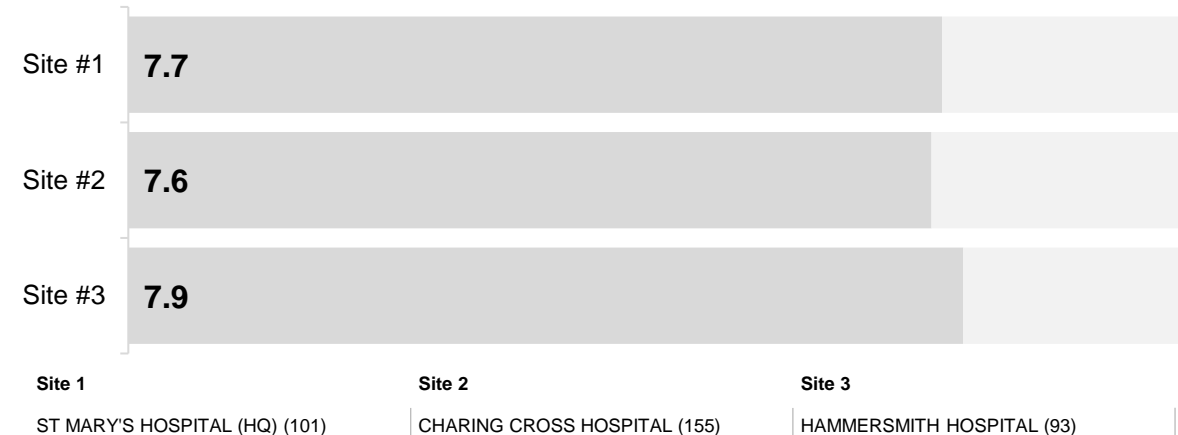 Site #1 7.7
Site #2 7.6
Site #3 7.9
Site 1 Site 2 Site 3
ST MARY'S HOSPITAL (HQ) (101) CHARING CROSS HOSPITAL (155) HAMMERSMITH HOSPITAL (93)